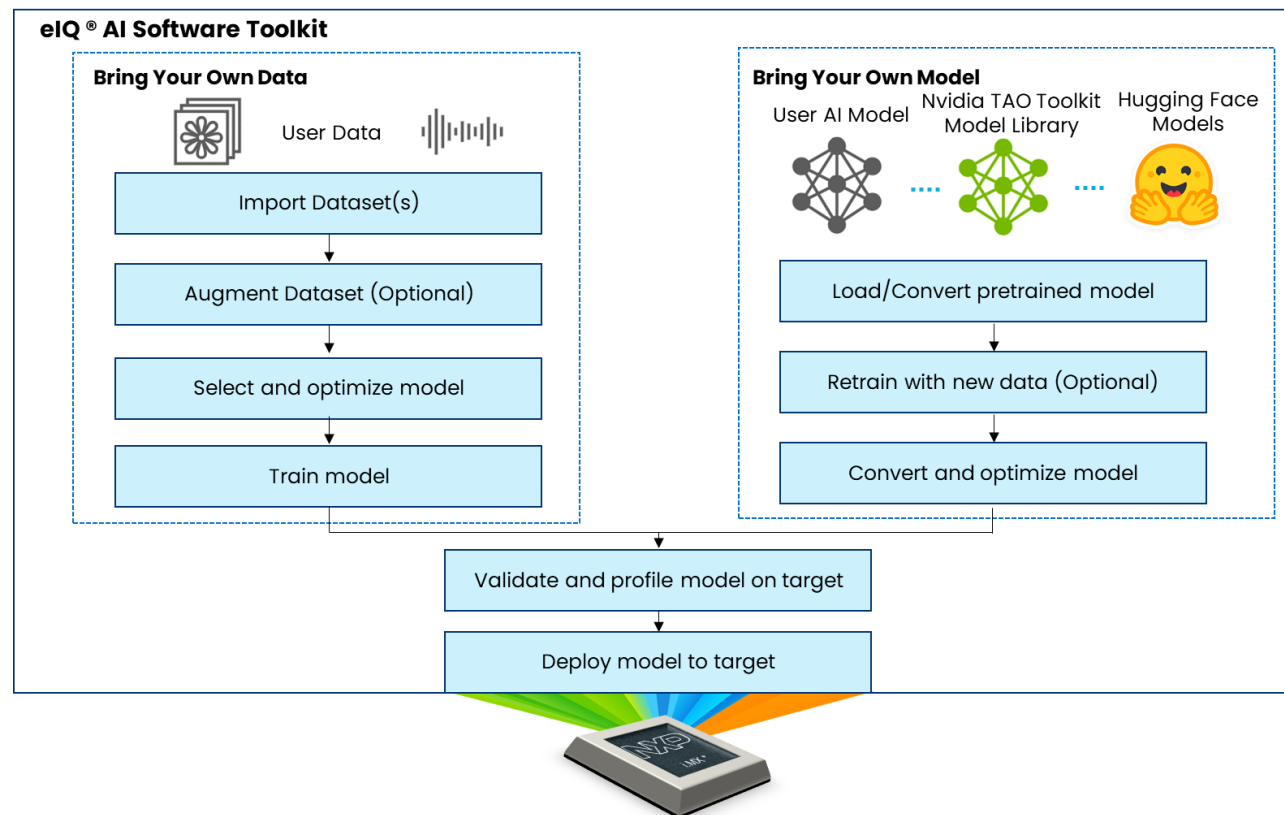 eIQ ® AI Software Toolkit
Bring Your Own Data
User Data
Import Dataset(s)
Augment Dataset (Optional)
Select and optimize model
Train model
Bring Your Own Model
User AI Model
Nvidia TAO Toolkit
Model Library
Hugging Face
Models
Load/Convert pretrained model
Retrain with new data (Optional)
Convert and optimize model
Validate and profile model on target
Deploy model to target
NXP
i.MX